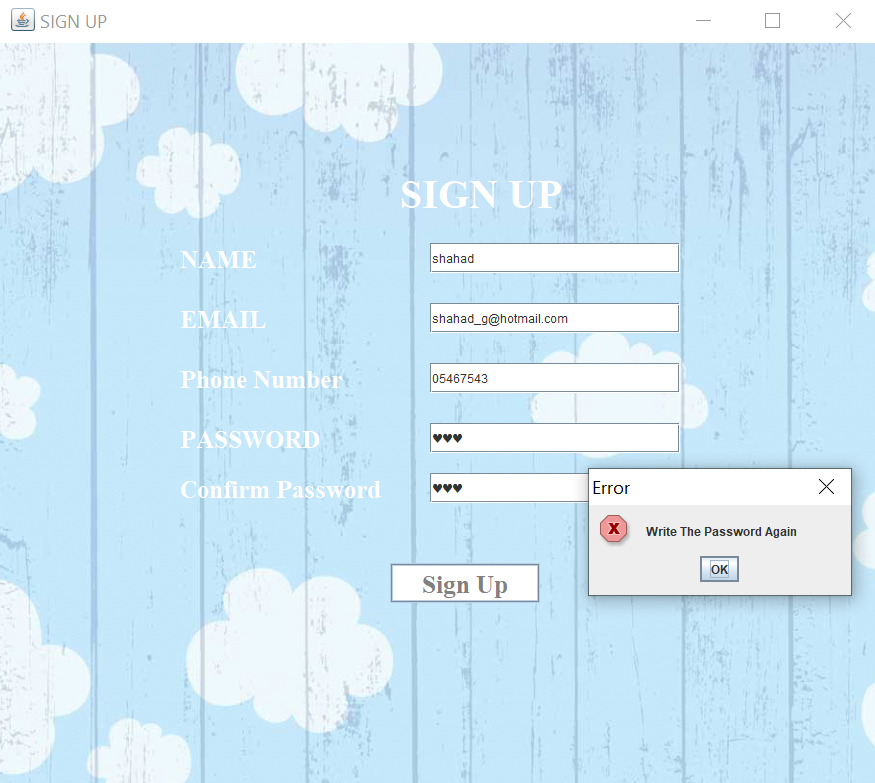 SIGN UP
SIGN UP
NAME
shahad
EMAIL
shahad_g@hotmail.com
Phone Number
05467543
PASSWORD
♥♥♥
Confirm Password
♥♥♥
Error
Write The Password Again
OK
Sign Up